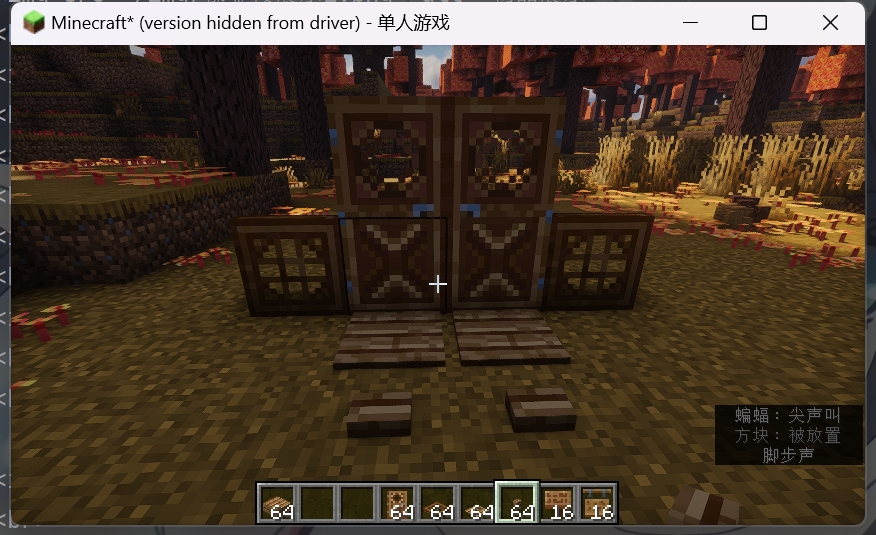 Minecraft* (version hidden from driver) - 单人游戏
蝙蝠：尖声叫
方块：被放置
脚步声
64 64 64 64 64 16 16